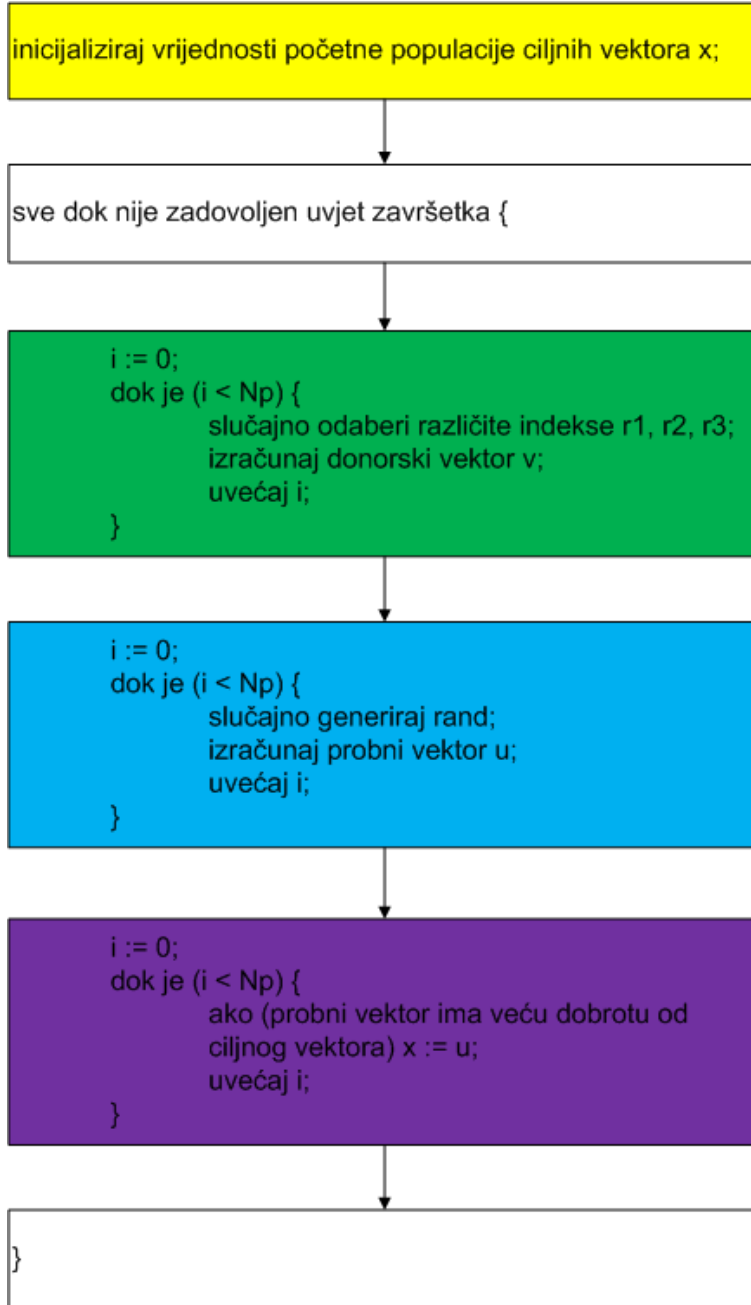 inicijaliziraj vrijednosti početne populacije ciljnih vektora x;
sve dok nije zadovoljen uvjet završetka {
i := 0;
dok je (i < Np) {
slučajno odaberi različite indekse r1, r2, r3;
izračunaj donorski vektor v;
uvećaj i;
}
i := 0;
dok je (i < Np) {
slučajno generiraj rand;
izračunaj probni vektor u;
uvećaj i;
}
i := 0;
dok je (i < Np) {
ako (probni vektor ima veću dobrotu od
ciljnog vektora) x := u;
uvećaj i;
}
}